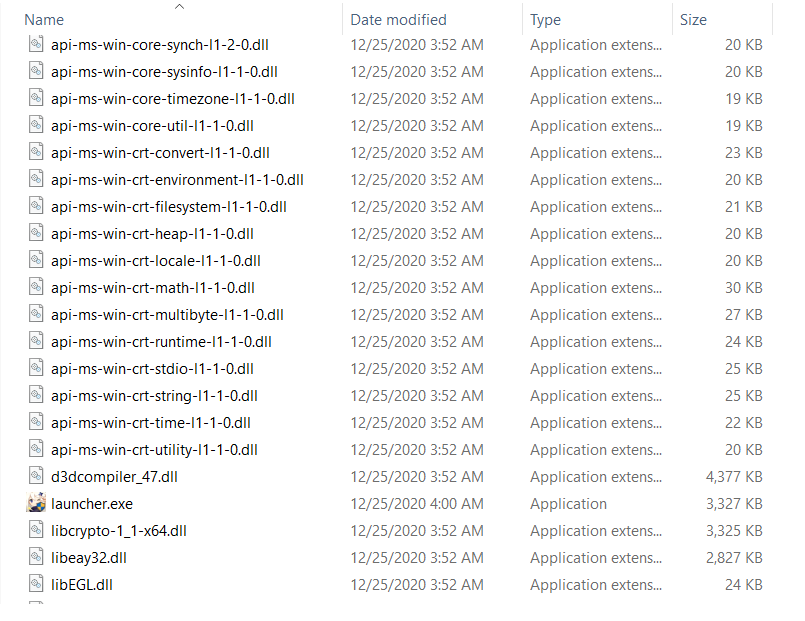 Name Date modified Type Size
api-ms-win-core-synch-l1-2-0.dll 12/25/2020 3:52 AM Application extens... 20 KB
api-ms-win-core-sysinfo-l1-1-0.dll 12/25/2020 3:52 AM Application extens... 20 KB
api-ms-win-core-timezone-l1-1-0.dll 12/25/2020 3:52 AM Application extens... 19 KB
api-ms-win-core-util-l1-1-0.dll 12/25/2020 3:52 AM Application extens... 19 KB
api-ms-win-crt-convert-l1-1-0.dll 12/25/2020 3:52 AM Application extens... 23 KB
api-ms-win-crt-environment-l1-1-0.dll 12/25/2020 3:52 AM Application extens... 20 KB
api-ms-win-crt-filesystem-l1-1-0.dll 12/25/2020 3:52 AM Application extens... 21 KB
api-ms-win-crt-heap-l1-1-0.dll 12/25/2020 3:52 AM Application extens... 20 KB
api-ms-win-crt-locale-l1-1-0.dll 12/25/2020 3:52 AM Application extens... 20 KB
api-ms-win-crt-math-l1-1-0.dll 12/25/2020 3:52 AM Application extens... 30 KB
api-ms-win-crt-multibyte-l1-1-0.dll 12/25/2020 3:52 AM Application extens... 27 KB
api-ms-win-crt-runtime-l1-1-0.dll 12/25/2020 3:52 AM Application extens... 24 KB
api-ms-win-crt-stdio-l1-1-0.dll 12/25/2020 3:52 AM Application extens... 25 KB
api-ms-win-crt-string-l1-1-0.dll 12/25/2020 3:52 AM Application extens... 25 KB
api-ms-win-crt-time-l1-1-0.dll 12/25/2020 3:52 AM Application extens... 22 KB
api-ms-win-crt-utility-l1-1-0.dll 12/25/2020 3:52 AM Application extens... 20 KB
d3dcompiler_47.dll 12/25/2020 3:52 AM Application extens... 4,377 KB
launcher.exe 12/25/2020 4:00 AM Application 3,327 KB
libcrypto-1_1-x64.dll 12/25/2020 3:52 AM Application extens... 3,325 KB
libeay32.dll 12/25/2020 3:52 AM Application extens... 2,827 KB
libEGL.dll 12/25/2020 3:52 AM Application extens... 24 KB